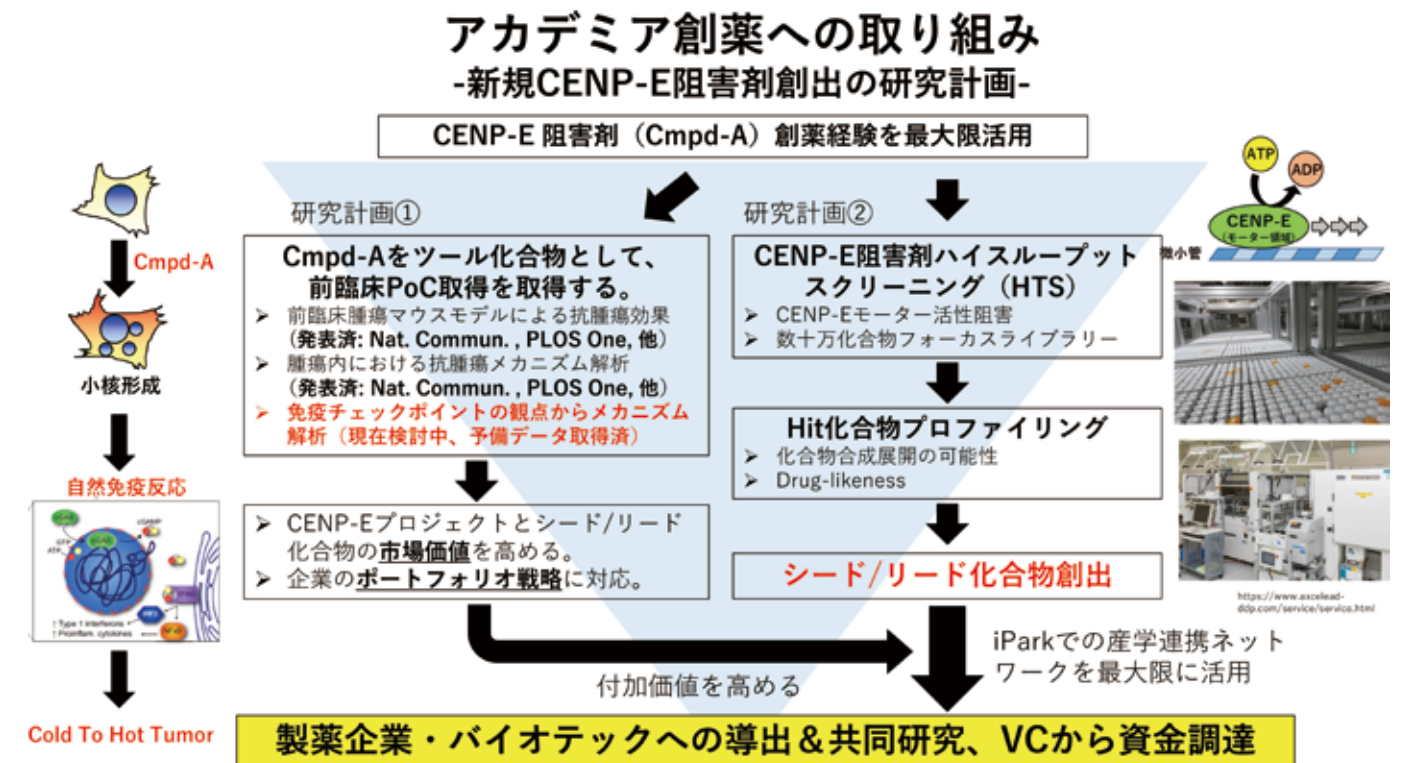 アカデミア創薬への取り組み
-新規CENP-E阻害剤創出の研究計画-
CENP-E 阻害剤（Cmpd-A）創薬経験を最大限活用
Cmpd-A
小核形成
自然免疫反応
cGAMP
GTP
ATP
↑ Type 1 interferons
↑ Proinflam. cytokines
Cold To Hot Tumor
研究計画①
Cmpd-Aをツール化合物として、
前臨床PoC取得を取得する。
➢ 前臨床腫瘍マウスモデルによる抗腫瘍効果
（発表済: Nat. Commun. , PLOS One, 他）
➢ 腫瘍内における抗腫瘍メカニズム解析
（発表済: Nat. Commun. , PLOS One, 他）
➢ 免疫チェックポイントの観点からメカニズム
解析（現在検討中、予備データ取得済）
➢ CENP-Eプロジェクトとシード/リード
化合物の市場価値を高める。
➢ 企業のポートフォリオ戦略に対応。
付加価値を高める
研究計画②
CENP-E阻害剤ハイスループット
スクリーニング（HTS）
➢ CENP-Eモーター活性阻害
➢ 数十万化合物フォーカスライブラリー
Hit化合物プロファイリング
➢ 化合物合成展開の可能性
➢ Drug-likeness
シード/リード化合物創出
iParkでの産学連携ネット
ワークを最大限に活用
ATP
ADP
CENP-E
（モーター領域）
微小管
https://www.axcelead-
ddp.com/service/service.html
製薬企業・バイオテックへの導出＆共同研究、VCから資金調達